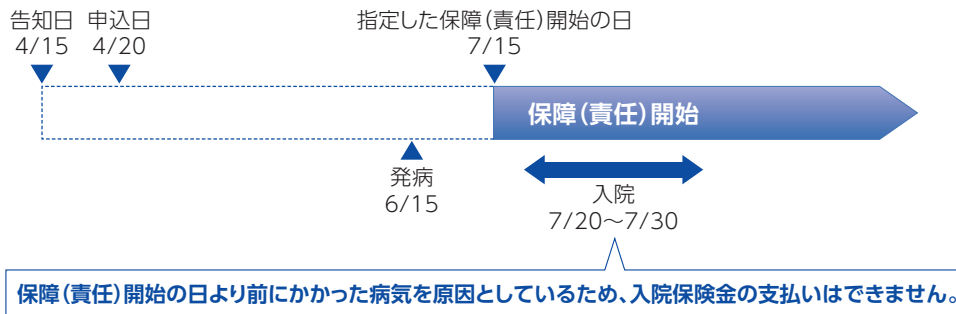 告知日 申込日 指定した保障(責任)開始の日
4/15 4/20 7/15
保障(責任)開始
発病
6/15
入院
7/20〜7/30
保障(責任)開始の日より前にかかった病気を原因としているため、入院保険金の支払いはできません。